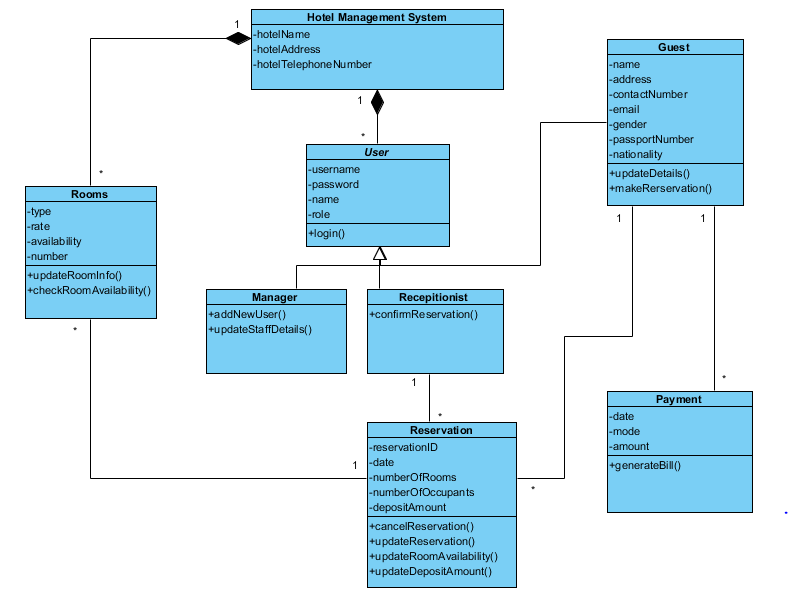 Hotel Management System
-hotelName
-hotelAddress
-hotelTelephoneNumber
1
1
*
*
User
-username
-password
-name
-role
+login()
Guest
-name
-address
-contactNumber
-email
-gender
-passportNumber
-nationality
+updateDetails()
+makeRerservation()
1
1
Rooms
-type
-rate
-availability
-number
+updateRoomInfo()
+checkRoomAvailability()
*
Manager
+addNewUser()
+updateStaffDetails()
Recepitionist
+confirmReservation()
1
*
Reservation
-reservationID
-date
-numberOfRooms
-numberOfOccupants
-depositAmount
+cancelReservation()
+updateReservation()
+updateRoomAvailability()
+updateDepositAmount()
1
*
*
Payment
-date
-mode
-amount
+generateBill()